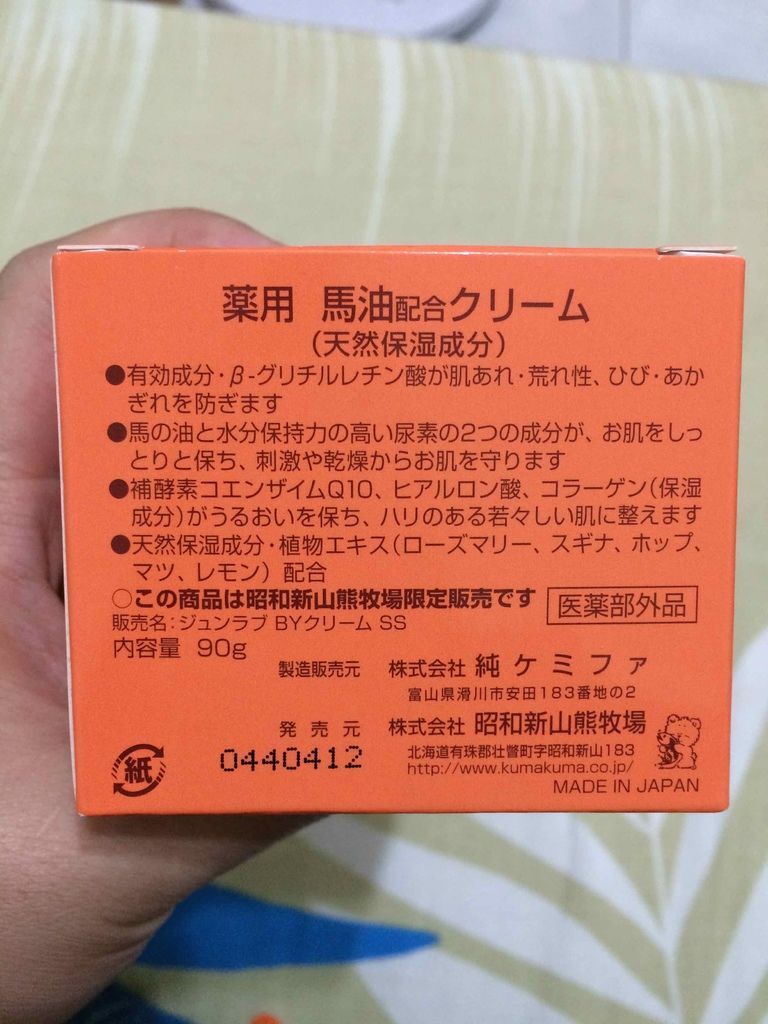 薬用 馬油配合クリーム
(天然保湿成分)
●有効成分・β-グリチルレチン酸が肌あれ・荒れ性、ひび・あか
ぎれを防ぎます
●馬の油と水分保持力の高い尿素の2つの成分が、お肌をしっ
とりと保ち、刺激や乾燥からお肌を守ります
●補酵素コエンザイムQ10、ヒアルロン酸、コラーゲン(保湿
成分)がうるおいを保ち、ハリのある若々しい肌に整えます
●天然保湿成分・植物エキス(ローズマリー、スギナ、ホップ、
マツ、レモン) 配合
○この商品は昭和新山熊牧場限定販売です 医薬部外品
販売名:ジュンラブ BYクリーム SS
内容量 90g
製造販売元 株式会社 純ケミファ
富山県滑川市安田183番地の2
発売元 株式会社 昭和新山熊牧場
0440412 北海道有珠郡壮瞥町字昭和新山183
紙 http://www.kumakuma.co.jp/
MADE IN JAPAN